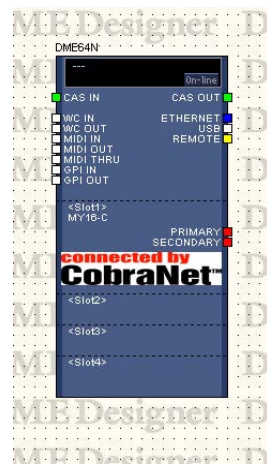 ME Designer D
DME64N
---
On-line
CAS IN CAS OUT
WC IN ETHERNET
WC OUT USB
MIDI IN REMOTE
MIDI OUT
MIDI THRU
GPI IN
GPI OUT
<Slot1>
MY16-C
PRIMARY
SECONDARY
connected by
CobraNet™
<Slot2>
<Slot3>
<Slot4>
ME Designer D